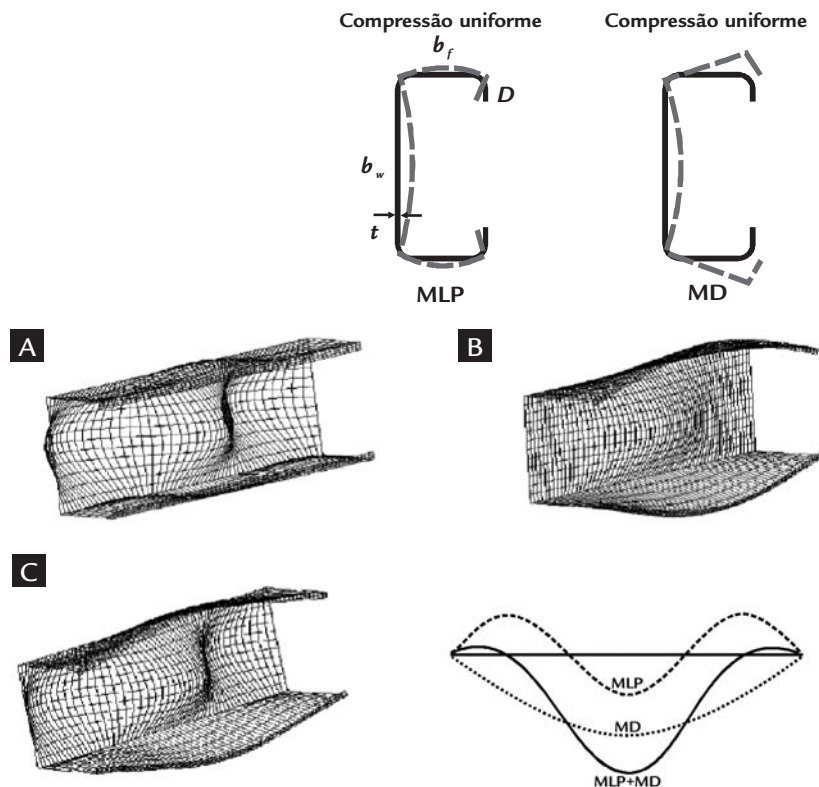 Compressão uniforme
Compressão uniforme
b f
D
b w
t
MLP
MD
A
B
C
MLP
MD
MLP+MD